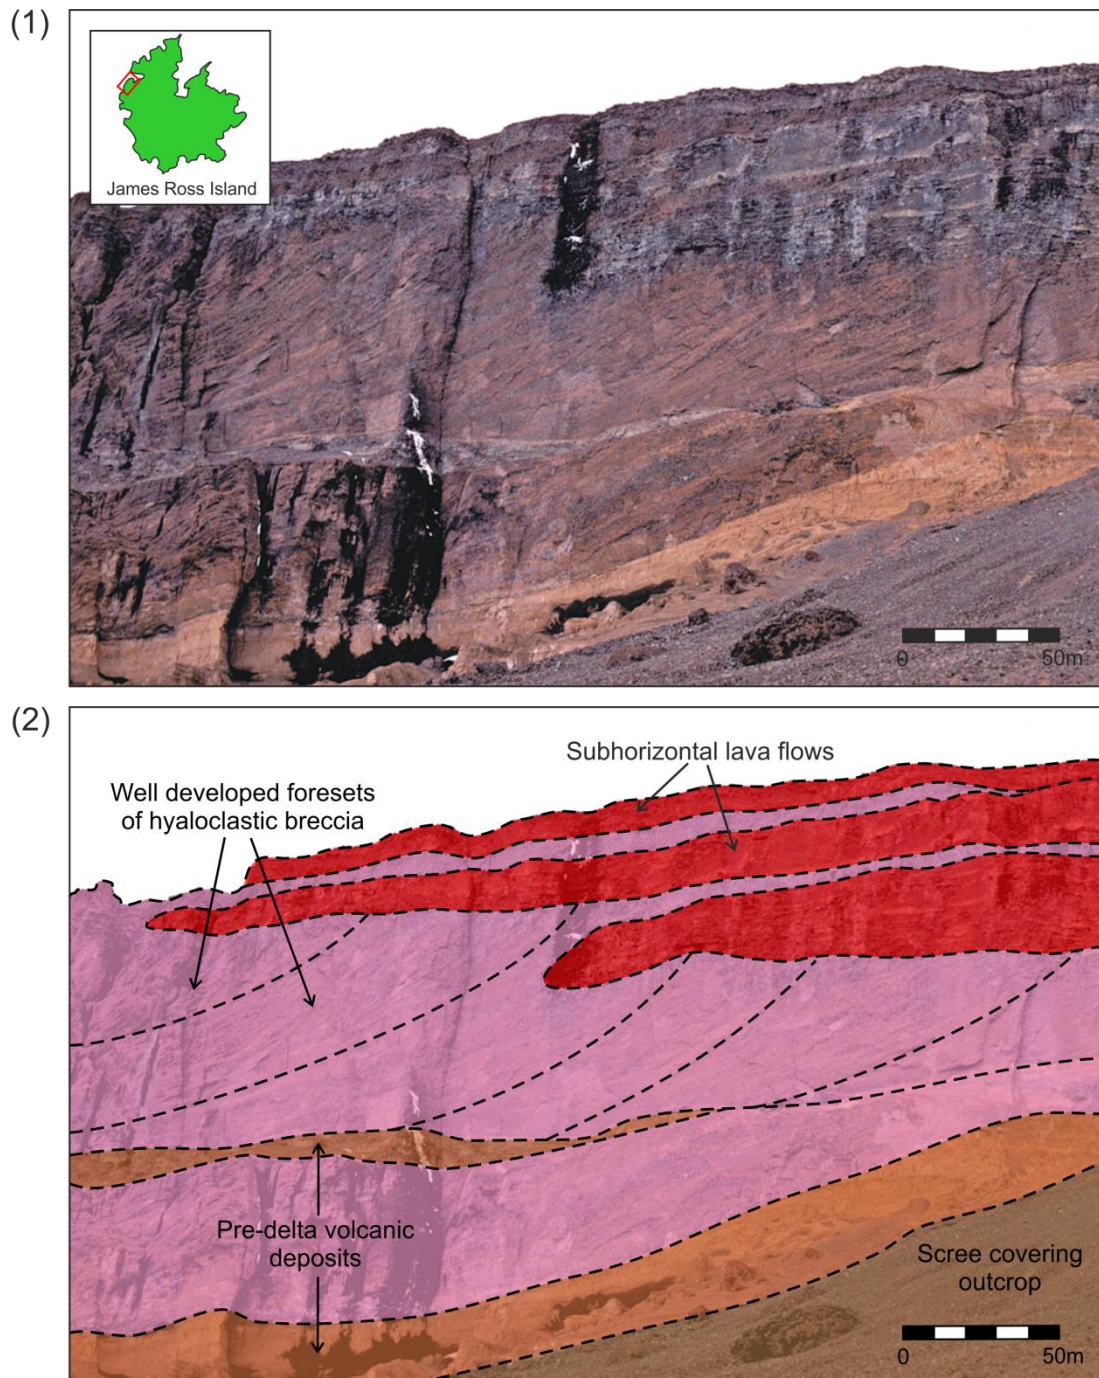 (1)
James Ross Island
0
50m
(2)
Subhorizontal lava flows
Well developed foresets
of hyaloclastic breccia
Pre-delta volcanic
deposits
Scree covering
outcrop
0
50m